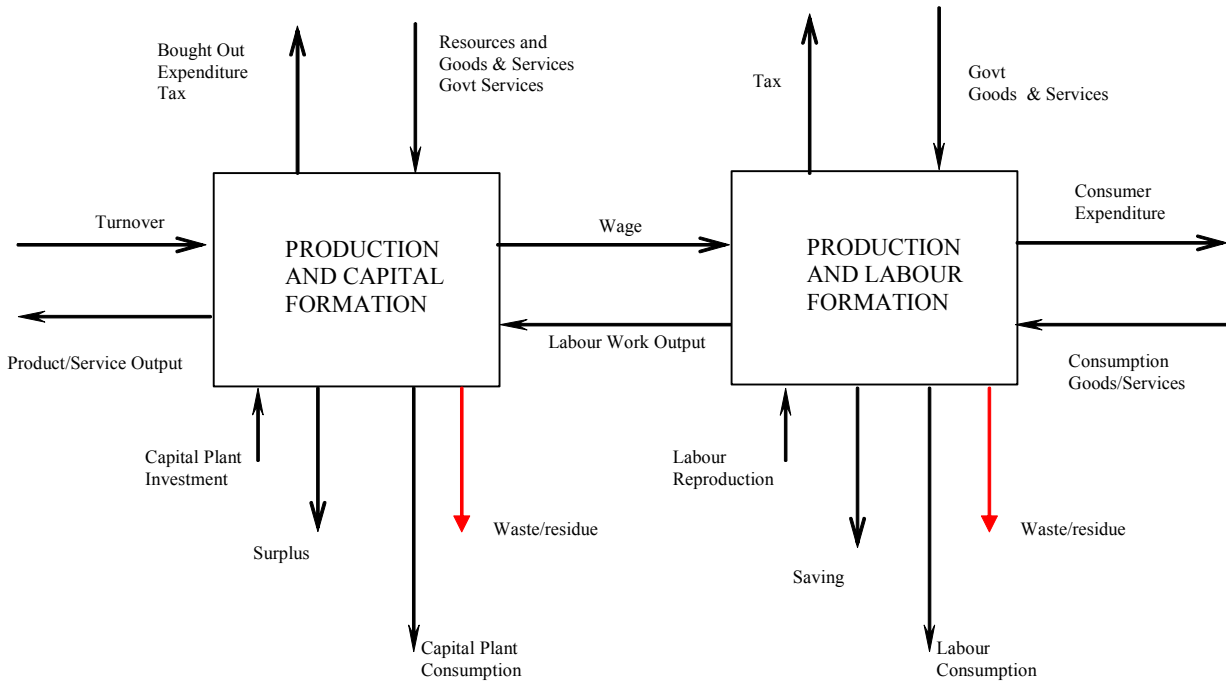 Bought Out
Expenditure
Tax
Resources and
Goods & Services
Govt Services
Tax
Govt
Goods & Services
Turnover
PRODUCTION
AND CAPITAL
FORMATION
Wage
PRODUCTION
AND LABOUR
FORMATION
Consumer
Expenditure
Product/Service Output
Labour Work Output
Consumption
Goods/Services
Capital Plant
Investment
Surplus
Waste/residue
Labour
Reproduction
Saving
Waste/residue
Capital Plant
Consumption
Labour
Consumption